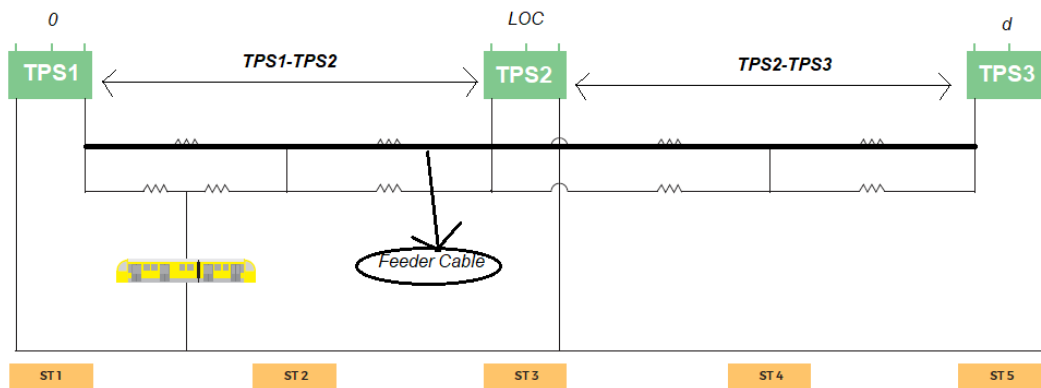 0
LOC
d
TPS1
TPS1-TPS2
TPS2
TPS2-TPS3
TPS3
Feeder Cable
ST 1
ST 2
ST 3
ST 4
ST 5